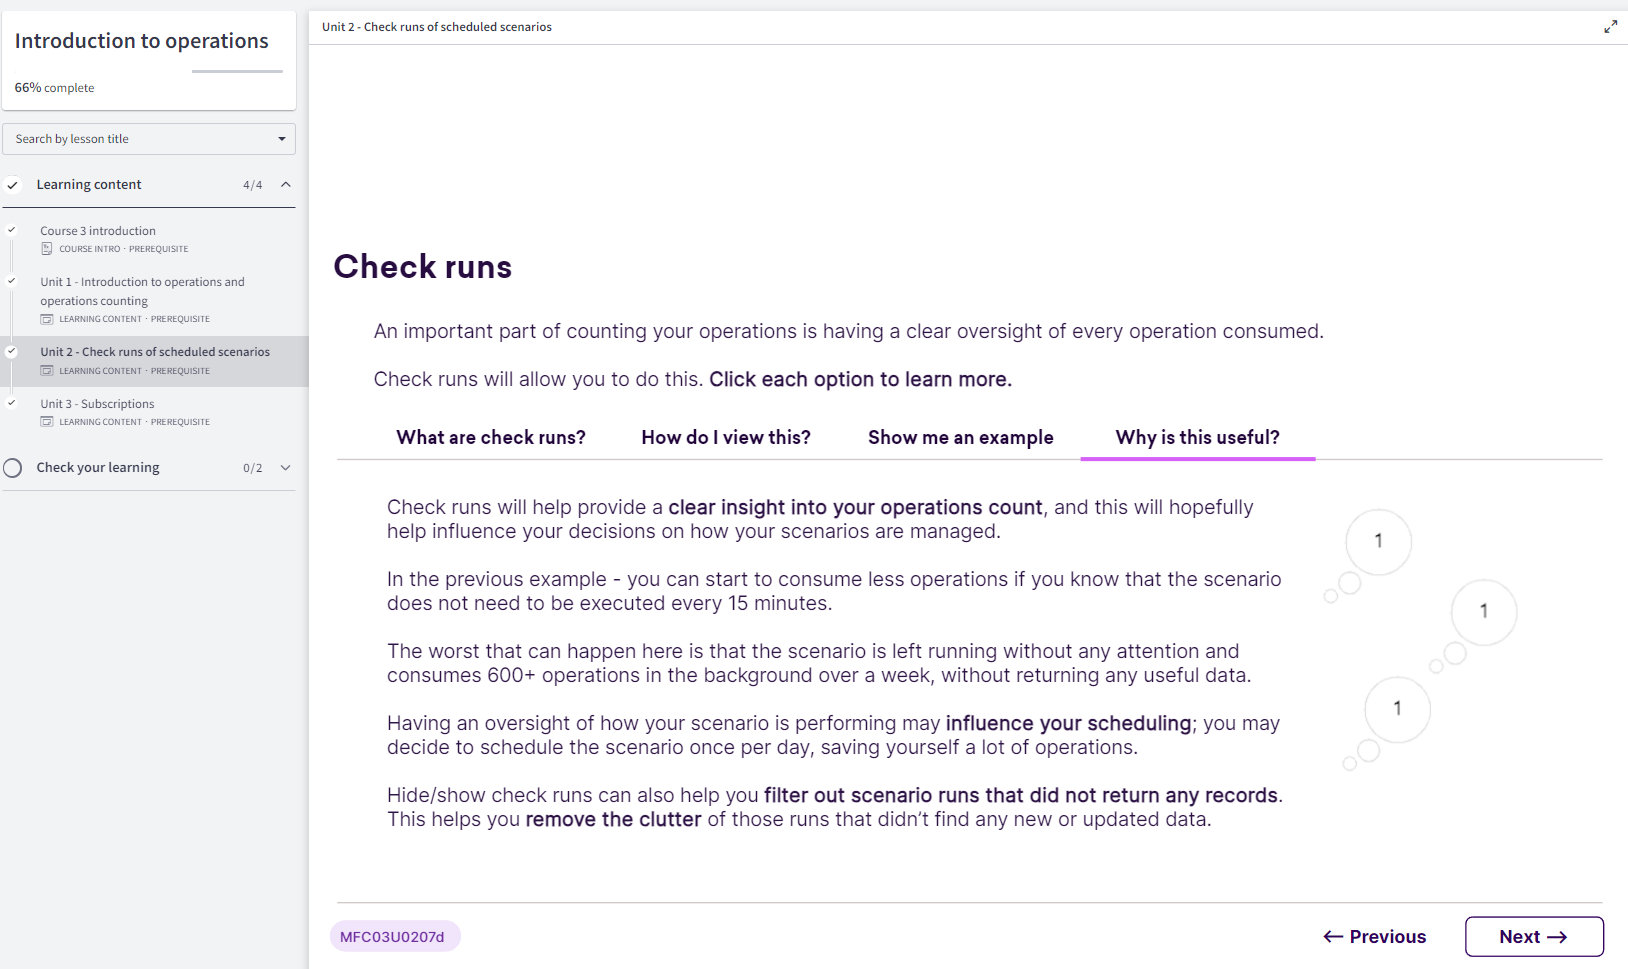 Introduction to operations
66% complete
Search by lesson title
Learning content 4/4
Course 3 introduction
COURSE INTRO · PREREQUISITE
Unit 1 - Introduction to operations and
operations counting
LEARNING CONTENT · PREREQUISITE
Unit 2 - Check runs of scheduled scenarios
LEARNING CONTENT · PREREQUISITE
Unit 3 - Subscriptions
LEARNING CONTENT · PREREQUISITE
Check your learning 0/2
Unit 2 - Check runs of scheduled scenarios
Check runs
An important part of counting your operations is having a clear oversight of every operation consumed.
Check runs will allow you to do this. Click each option to learn more.
What are check runs? How do I view this? Show me an example Why is this useful?
Check runs will help provide a clear insight into your operations count, and this will hopefully
help influence your decisions on how your scenarios are managed.
In the previous example - you can start to consume less operations if you know that the scenario
does not need to be executed every 15 minutes.
The worst that can happen here is that the scenario is left running without any attention and
consumes 600+ operations in the background over a week, without returning any useful data.
Having an oversight of how your scenario is performing may influence your scheduling; you may
decide to schedule the scenario once per day, saving yourself a lot of operations.
Hide/show check runs can also help you filter out scenario runs that did not return any records.
This helps you remove the clutter of those runs that didn't find any new or updated data.
1
1
1
MFC03U0207d
← Previous
Next →